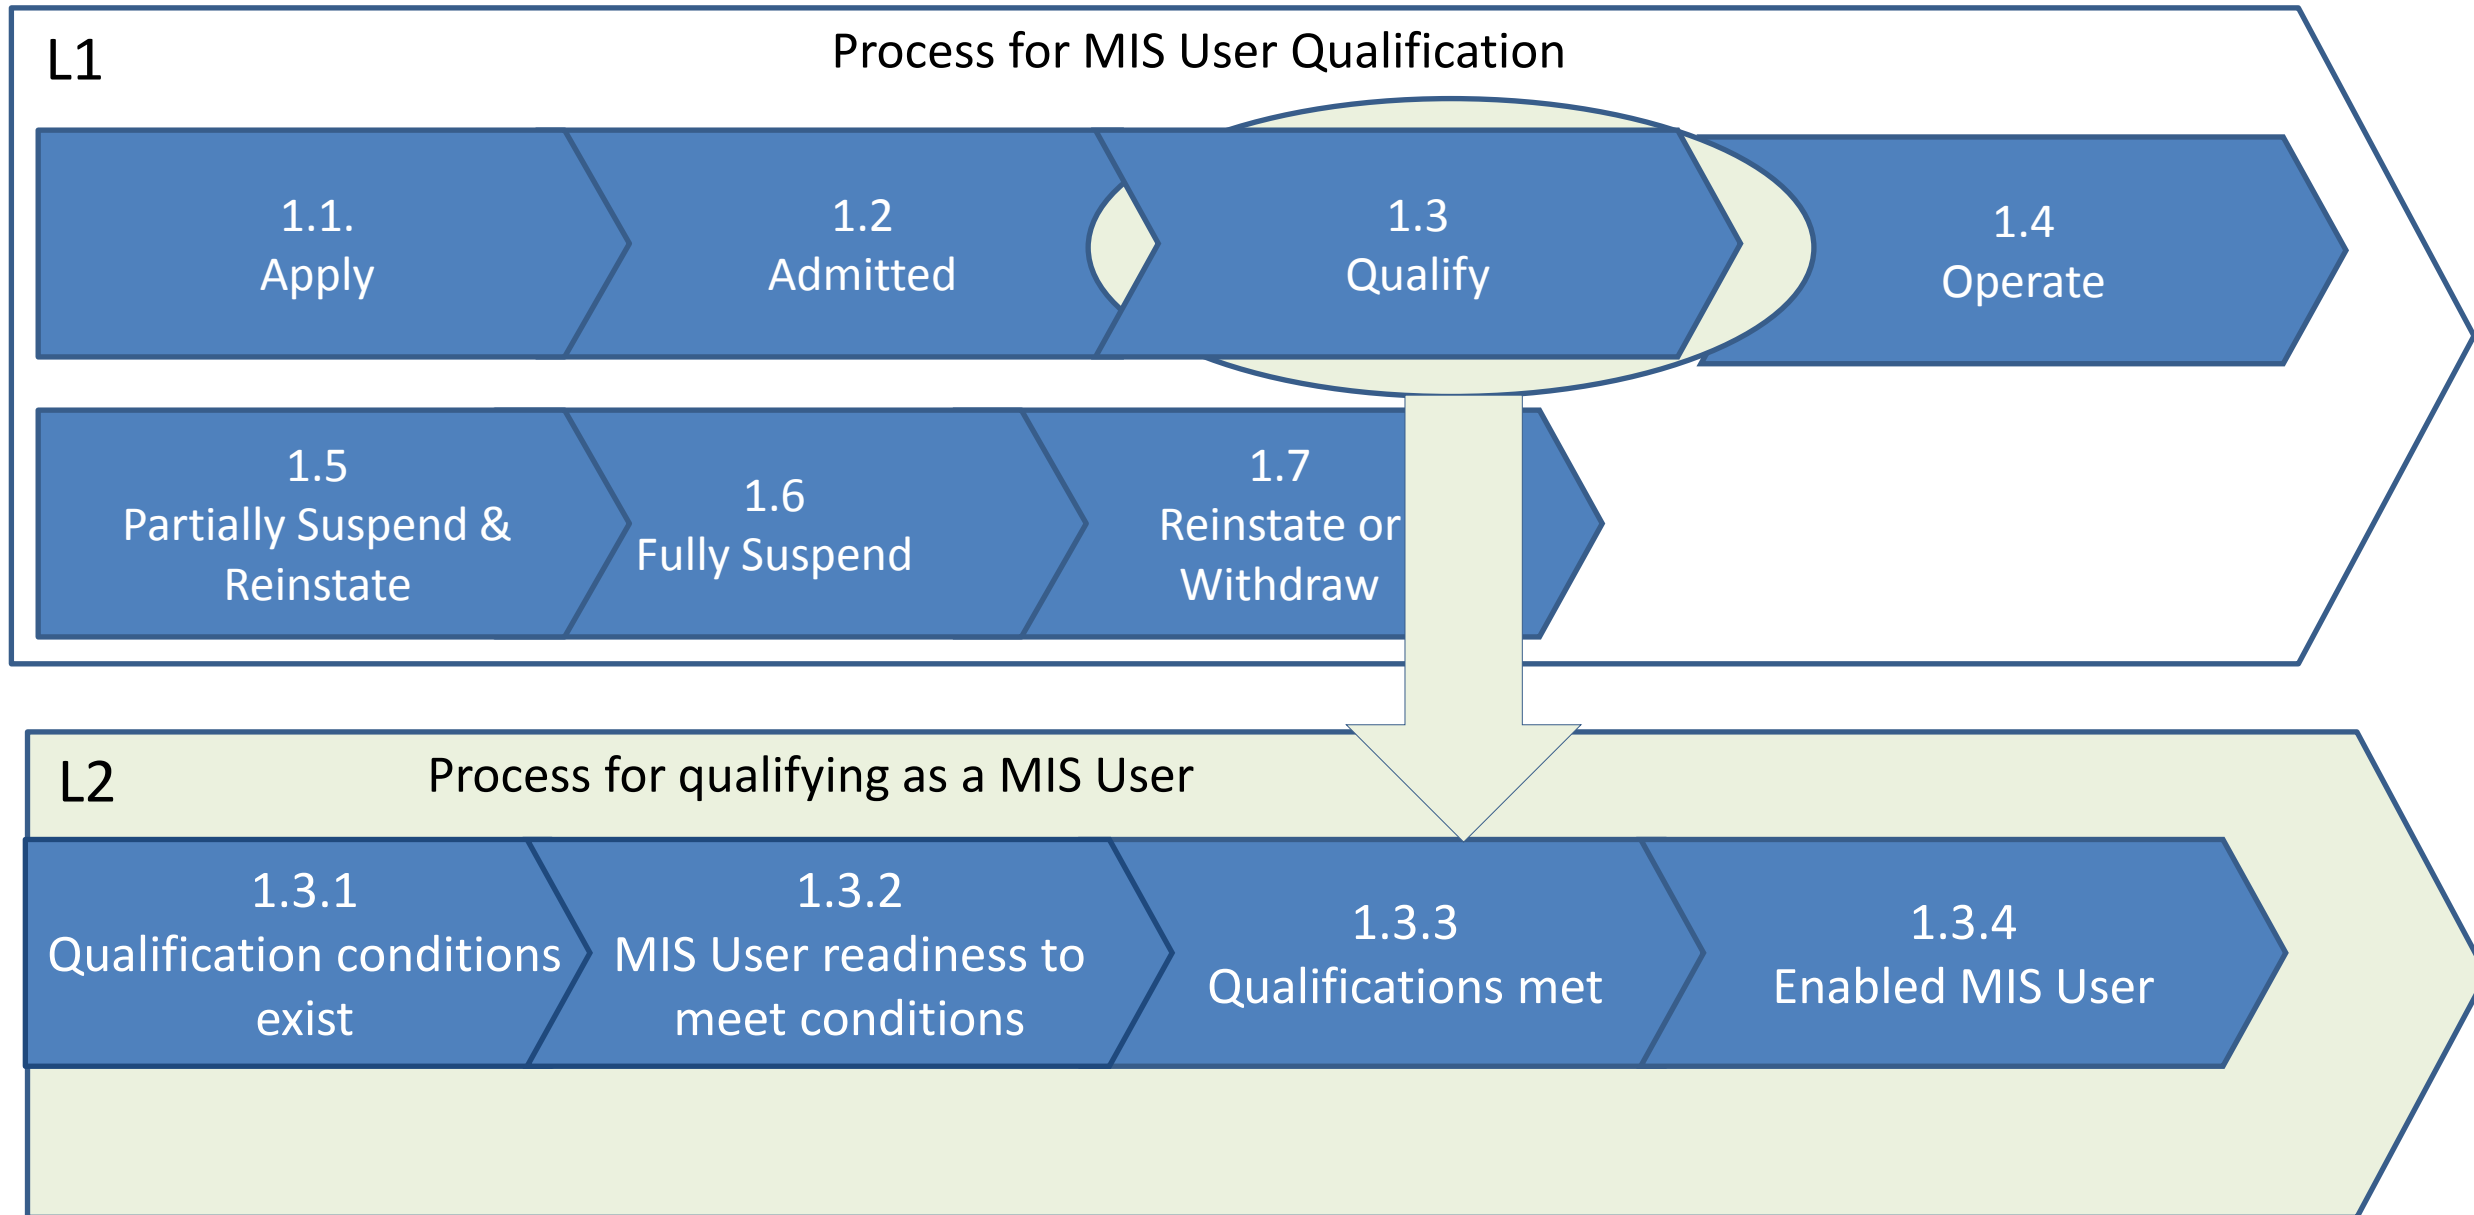 L1
Process for MIS User Qualification
1.1.
Apply
1.2
Admitted
1.3
Qualify
1.4
Operate
1.5
Partially Suspend &
Reinstate
1.6
Fully Suspend
1.7
Reinstate or
Withdraw
L2
Process for qualifying as a MIS User
1.3.1
Qualification conditions
exist
1.3.2
MIS User readiness to
meet conditions
1.3.3
Qualifications met
1.3.4
Enabled MIS User